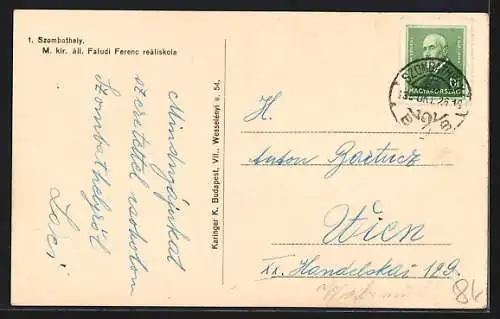 1. Szombathely.
M. kir. áll. Faludi Ferenc reáliskola
Mindnyájukat
szeretettel csókolom
Szombathelyről
Laci
Karinger K. Budapest, VII., Wesselényi u. 54.
MAGYARORSZÁG
H.
Anton Bartucz
Wien
XX. Handelskai 129.
86